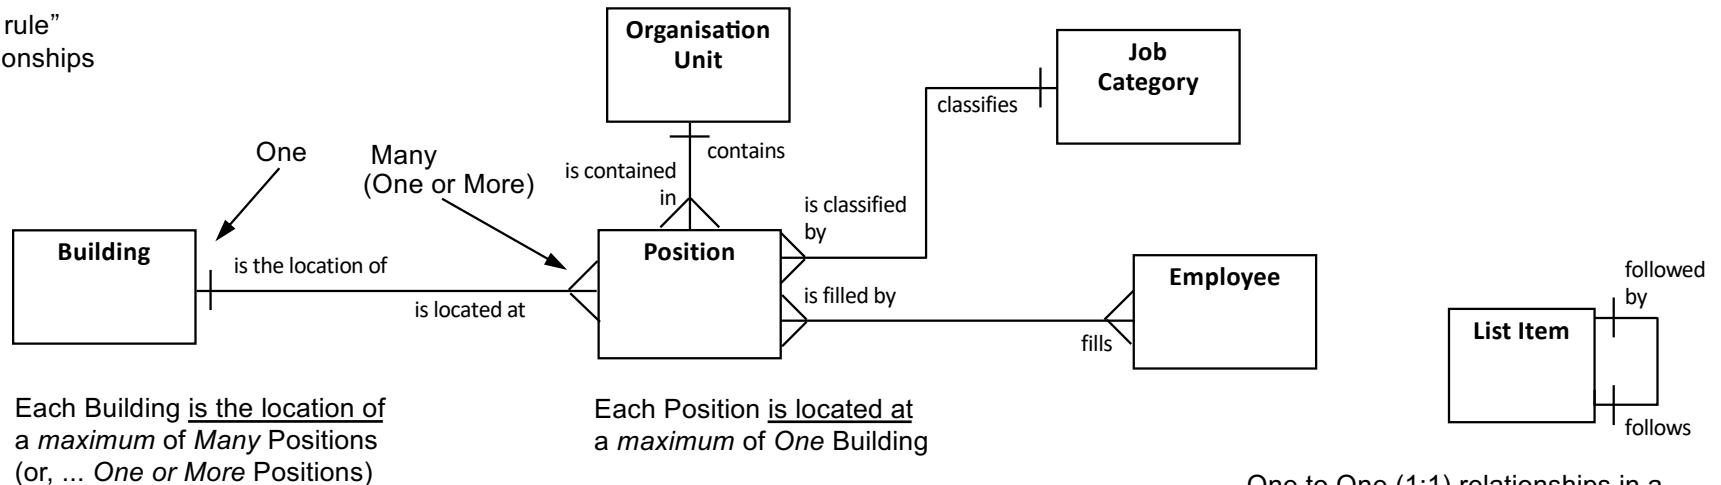 rule”
onships
Organisation
Unit
Job
Category
classifies
One
Many
(One or More)
contains
is contained
in
is classified
by
Building
is the location of
is located at
Position
is filled by
Employee
fills
followed
by
List Item
follows
Each Building is the location of
a maximum of Many Positions
(or, ... One or More Positions)
Each Position is located at
a maximum of One Building
One to One (1:1) relationships in a